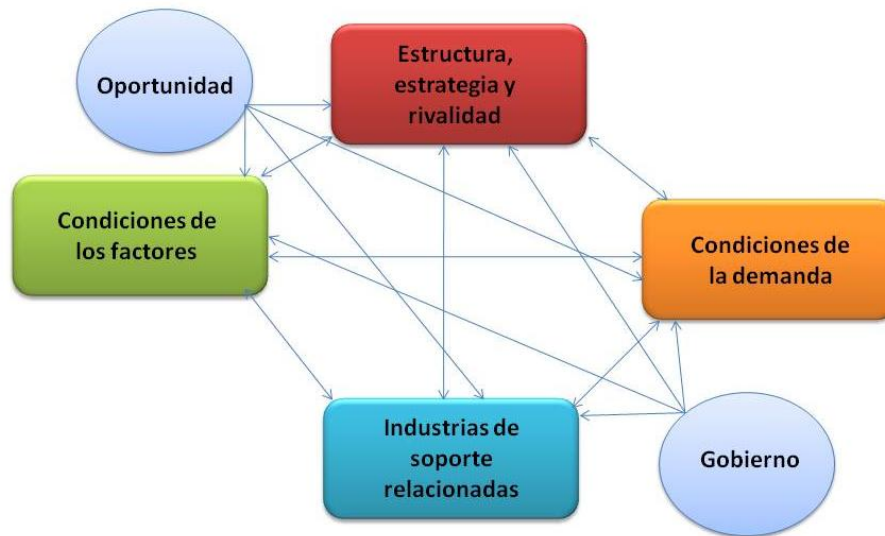 Oportunidad
Estructura,
estrategia y
rivalidad
Condiciones de
los factores
Condiciones de
la demanda
Industrias de
soporte
relacionadas
Gobierno